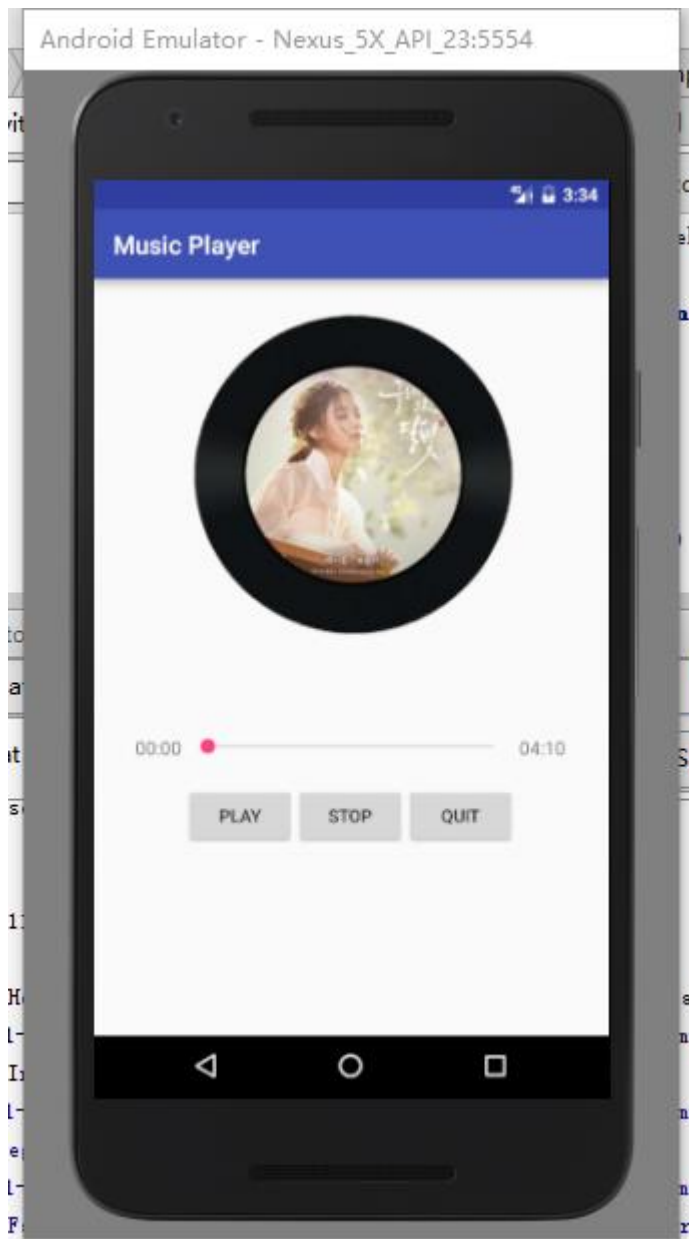 Android Emulator - Nexus_5X_API_23:5554
3:34
Music Player
00:00
04:10
PLAY
STOP
QUIT